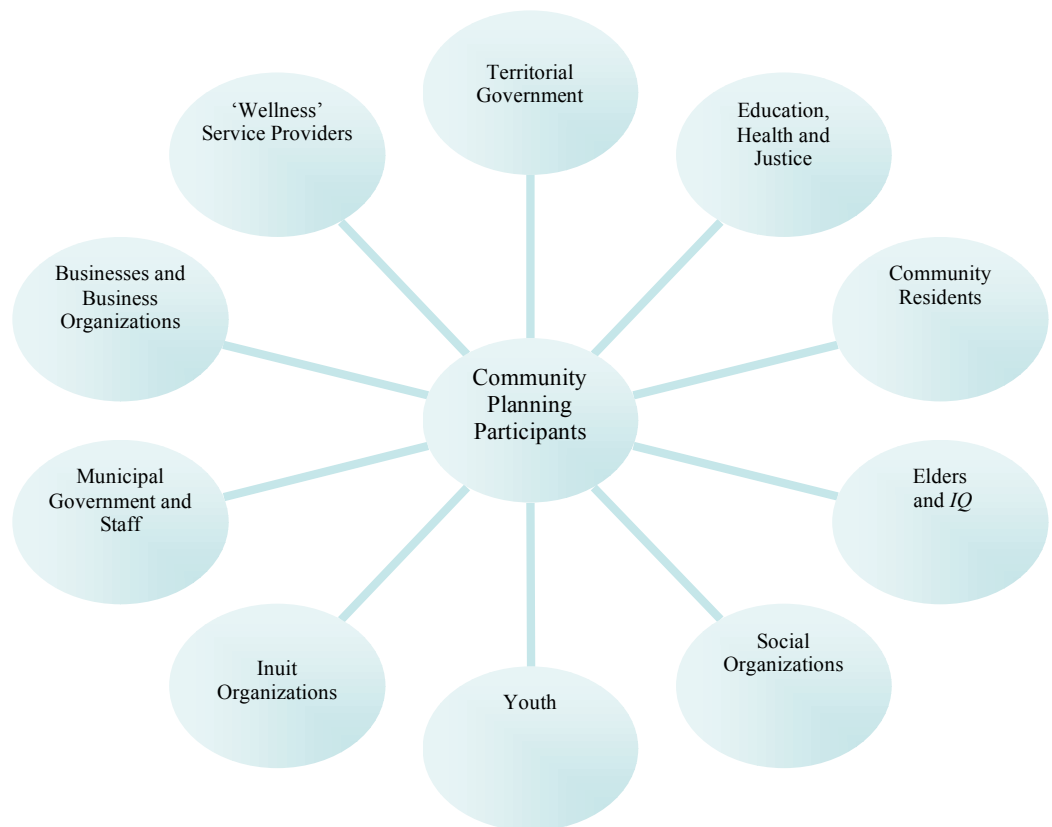 Territorial
Government
‘Wellness’
Service Providers
Education,
Health and
Justice
Businesses and
Business
Organizations
Community
Residents
Community
Planning
Participants
Municipal
Government and
Staff
Elders
and IQ
Inuit
Organizations
Social
Organizations
Youth